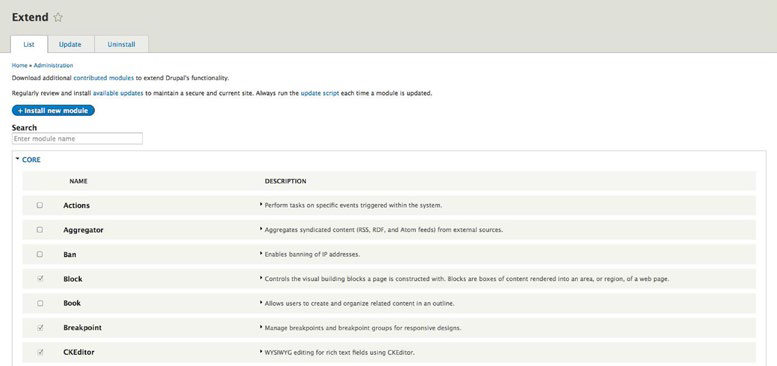 Extend
List Update Uninstall
Home » Administration
Download additional contributed modules to extend Drupal's functionality.
Regularly review and install available updates to maintain a secure and current site. Always run the update script each time a module is updated.
+ Install new module
Search
Enter module name
CORE
NAME DESCRIPTION
Actions Perform tasks on specific events triggered within the system.
Aggregator Aggregates syndicated content (RSS, RDF, and Atom feeds) from external sources.
Ban Enables banning of IP addresses.
Block Controls the visual building blocks a page is constructed with. Blocks are boxes of content rendered into an area, or region, of a web page.
Book Allows users to create and organize related content in an outline.
Breakpoint Manage breakpoints and breakpoint groups for responsive designs.
CKEditor WYSIWYG editing for rich text fields using CKEditor.